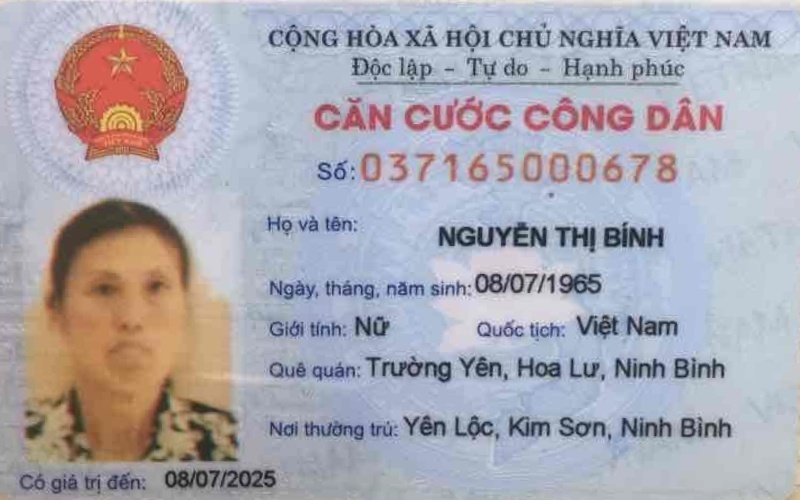 CỘNG HÒA XÃ HỘI CHỦ NGHĨA VIỆT NAM
Độc lập - Tự do - Hạnh phúc
CĂN CƯỚC CÔNG DÂN
Số: 037165000678
Họ và tên: NGUYỄN THỊ BÍNH
Ngày, tháng, năm sinh: 08/07/1965
Giới tính: Nữ Quốc tịch: Việt Nam
Quê quán: Trường Yên, Hoa Lư, Ninh Bình
Nơi thường trú: Yên Lộc, Kim Sơn, Ninh Bình
Có giá trị đến: 08/07/2025